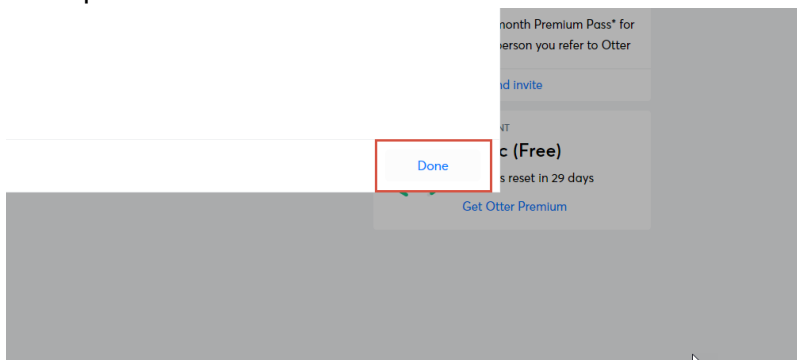 month Premium Pass* for
person you refer to Otter
nd invite
NT
Done
c (Free)
s reset in 29 days
Get Otter Premium